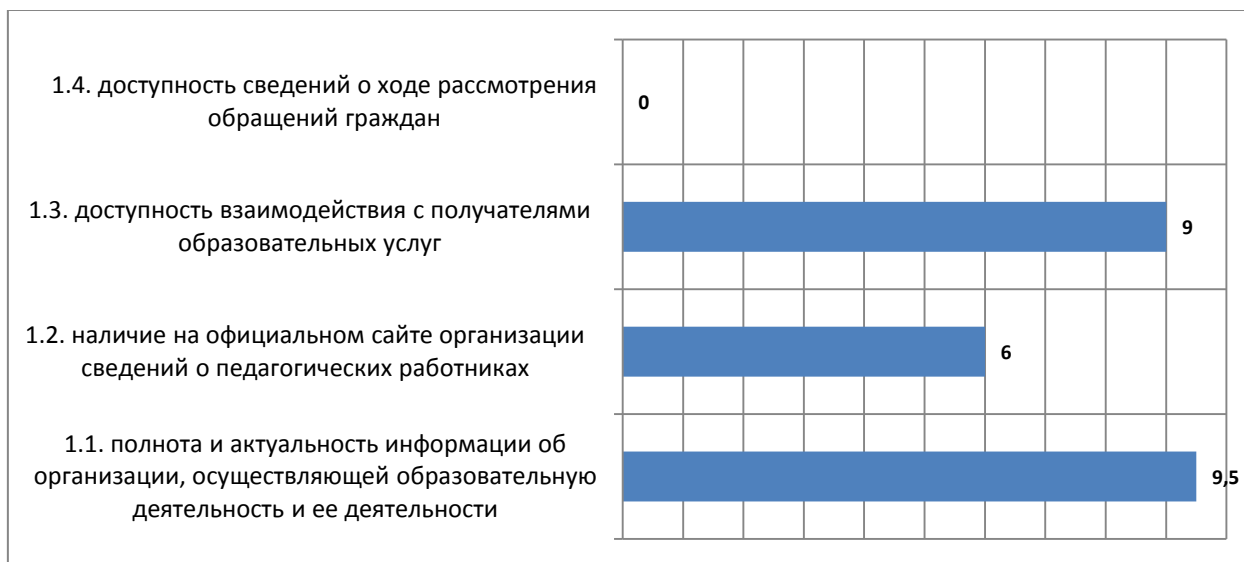 1.4. доступность сведений о ходе рассмотрения
обращений граждан
0
1.3. доступность взаимодействия с получателями
образовательных услуг
9
1.2. наличие на официальном сайте организации
сведений о педагогических работниках
6
1.1. полнота и актуальность информации об
организации, осуществляющей образовательную
деятельность и ее деятельности
9,5